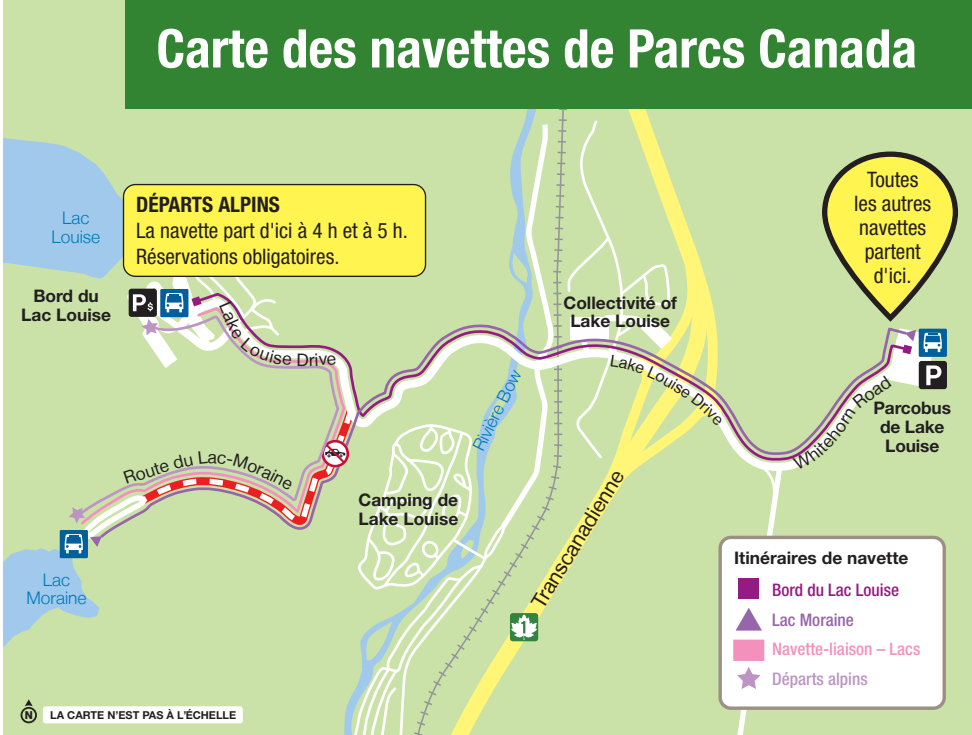 Carte des navettes de Parcs Canada
Lac
Louise
DÉPARTS ALPINS
La navette part d'ici à 4 h et à 5 h.
Réservations obligatoires.
Toutes
les autres
navettes
partent
d'ici.
Bord du
Lac Louise
P$
Lake Louise Drive
Collectivité of
Lake Louise
Lake Louise Drive
Rivière Bow
Whitehorn Road
P
Parcobus
de Lake
Louise
Route du Lac-Moraine
Camping de
Lake Louise
Transcanadienne
1
Lac
Moraine
Itinéraires de navette
Bord du Lac Louise
Lac Moraine
Navette-liaison – Lacs
Départs alpins
N
LA CARTE N'EST PAS À L'ÉCHELLE